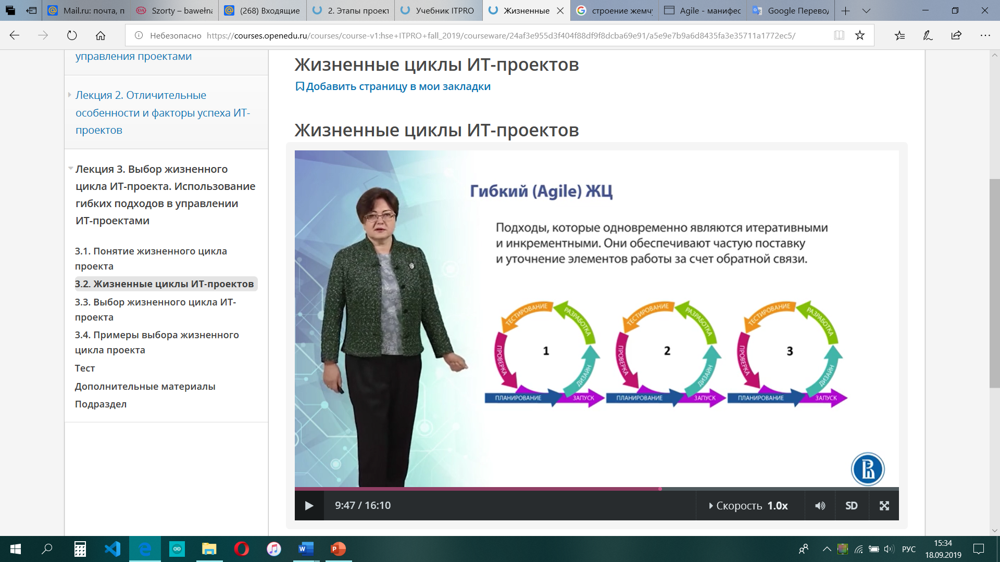 Mail.ru: почта, п
Szorty – bawełna
(268) Входящие
2. Этапы проект
Учебник ITPRO
Жизненные
строение жемчу
Agile - манифес
Google Перевод
Небезопасно https://courses.openedu.ru/courses/course-v1:hse+ITPRO+fall_2019/courseware/24af3e955d3f404f88df9f8dcba69e91/a5e9e7b9a6d8435fa3e35711a1772ec5/
управления проектами
Лекция 2. Отличительные
особенности и факторы успеха ИТ-
проектов
Лекция 3. Выбор жизненного
цикла ИТ-проекта. Использование
гибких подходов в управлении
ИТ-проектами
3.1. Понятие жизненного цикла
проекта
3.2. Жизненные циклы ИТ-проектов
3.3. Выбор жизненного цикла ИТ-
проекта
3.4. Примеры выбора жизненного
цикла проекта
Тест
Дополнительные материалы
Подраздел
Жизненные циклы ИТ-проектов
Добавить страницу в мои закладки
Жизненные циклы ИТ-проектов
Гибкий (Agile) ЖЦ
Подходы, которые одновременно являются итеративными
и инкрементными. Они обеспечивают частую поставку
и уточнение элементов работы за счет обратной связи.
ТЕСТИРОВАНИЕ
РАЗРАБОТКА
ПРОВЕРКА
1
ДИЗАЙН
ПЛАНИРОВАНИЕ
ЗАПУСК
ТЕСТИРОВАНИЕ
РАЗРАБОТКА
ПРОВЕРКА
2
ДИЗАЙН
ПЛАНИРОВАНИЕ
ЗАПУСК
ТЕСТИРОВАНИЕ
РАЗРАБОТКА
ПРОВЕРКА
3
ДИЗАЙН
ПЛАНИРОВАНИЕ
ЗАПУСК
9:47 / 16:10
Скорость 1.0x
SD
РУС
15:34
18.09.2019